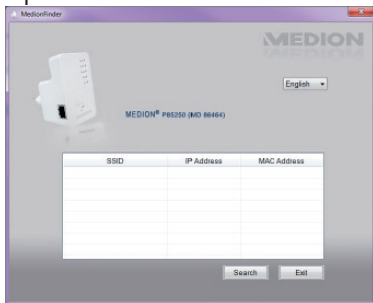 MedionFinder
MEDION
English
MEDION® P85250 (MD 86464)
SSID IP Address MAC Address
Search Exit